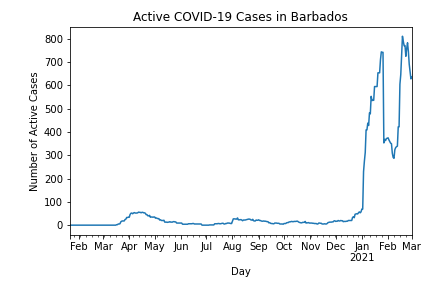 Active COVID-19 Cases in Barbados
800
700
600
500
400
300
200
100
0
Number of Active Cases
Feb Mar Apr May Jun Jul Aug Sep Oct Nov Dec Jan Feb Mar
2021
Day